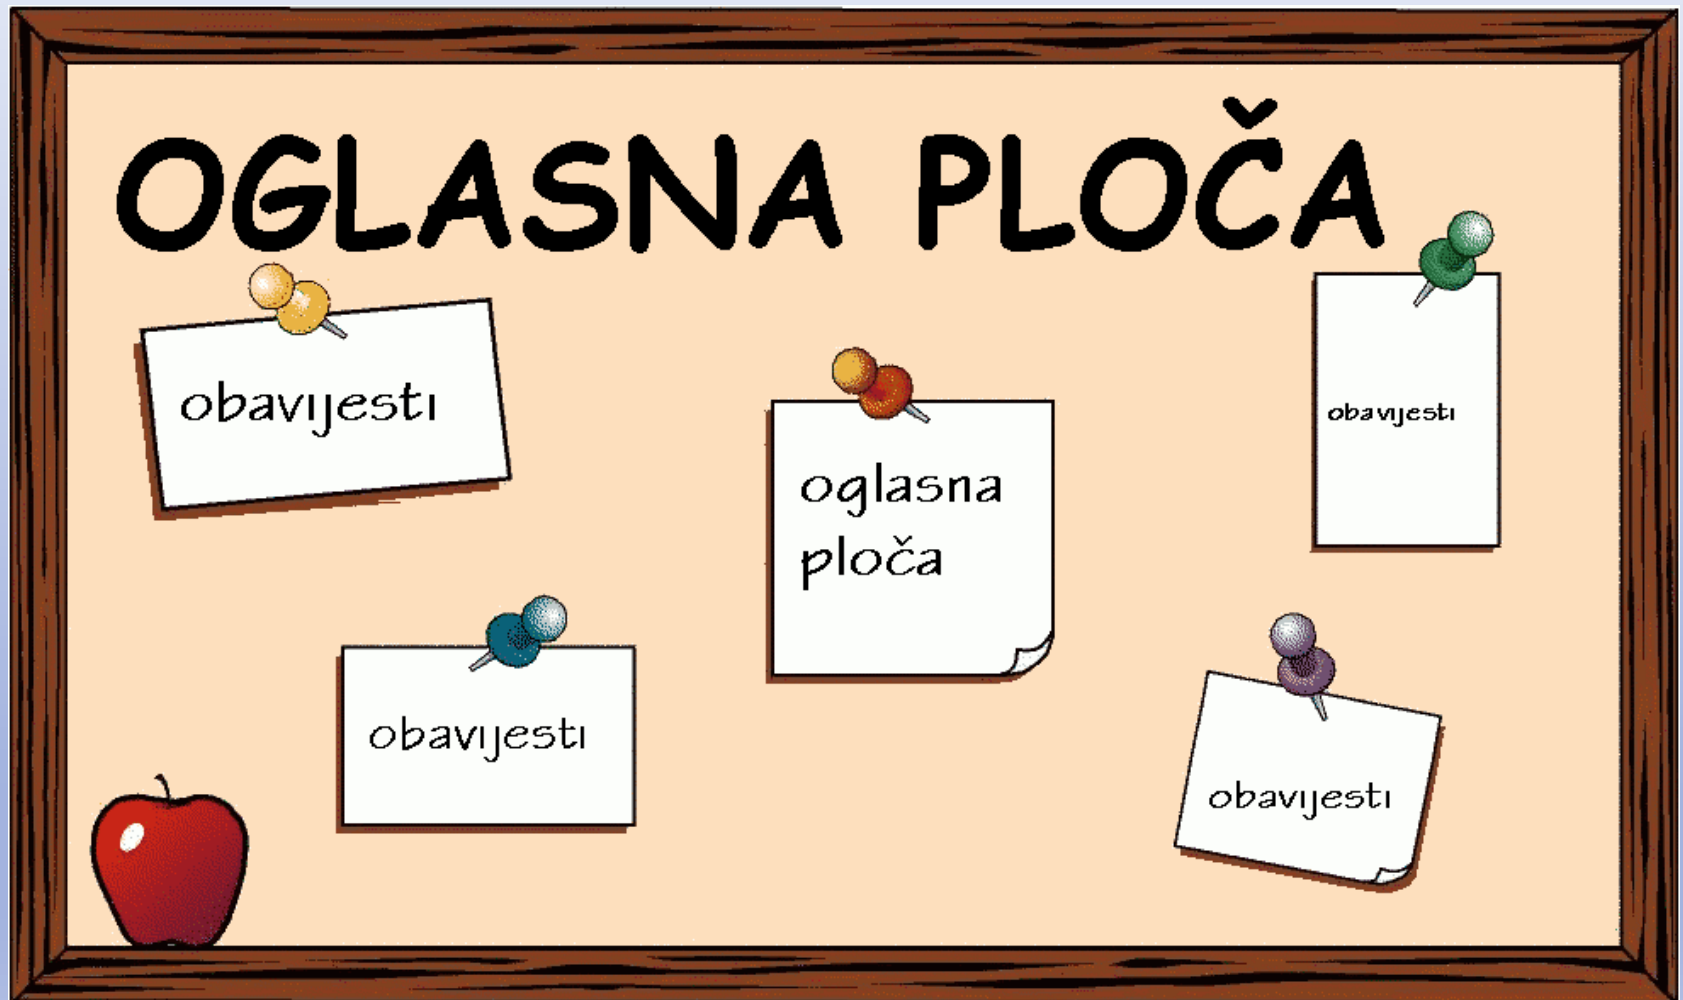 OGLASNA PLOČA
obavijesti
obavijesti
oglasna
ploča
obavijesti
obavijesti